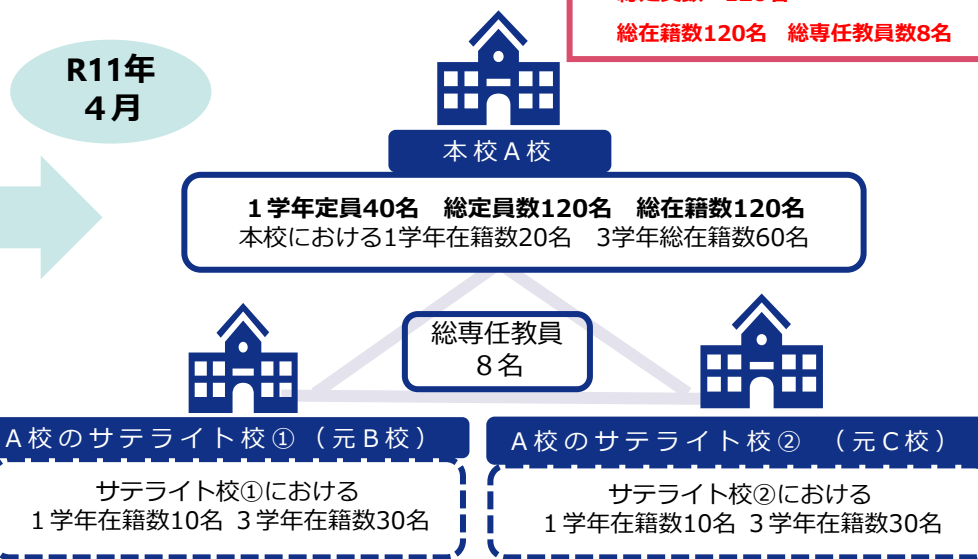 総在籍数120名　総専任教員数8名
R11年
４月
本校A校
１学年定員40名　総定員数120名　総在籍数120名
本校における1学年在籍数20名　3学年総在籍数60名
総専任教員
８名
A校のサテライト校①（元B校）
サテライト校①における
１学年在籍数10名 ３学年在籍数30名
A校のサテライト校②　（元C校）
サテライト校②における
１学年在籍数10名 ３学年在籍数30名